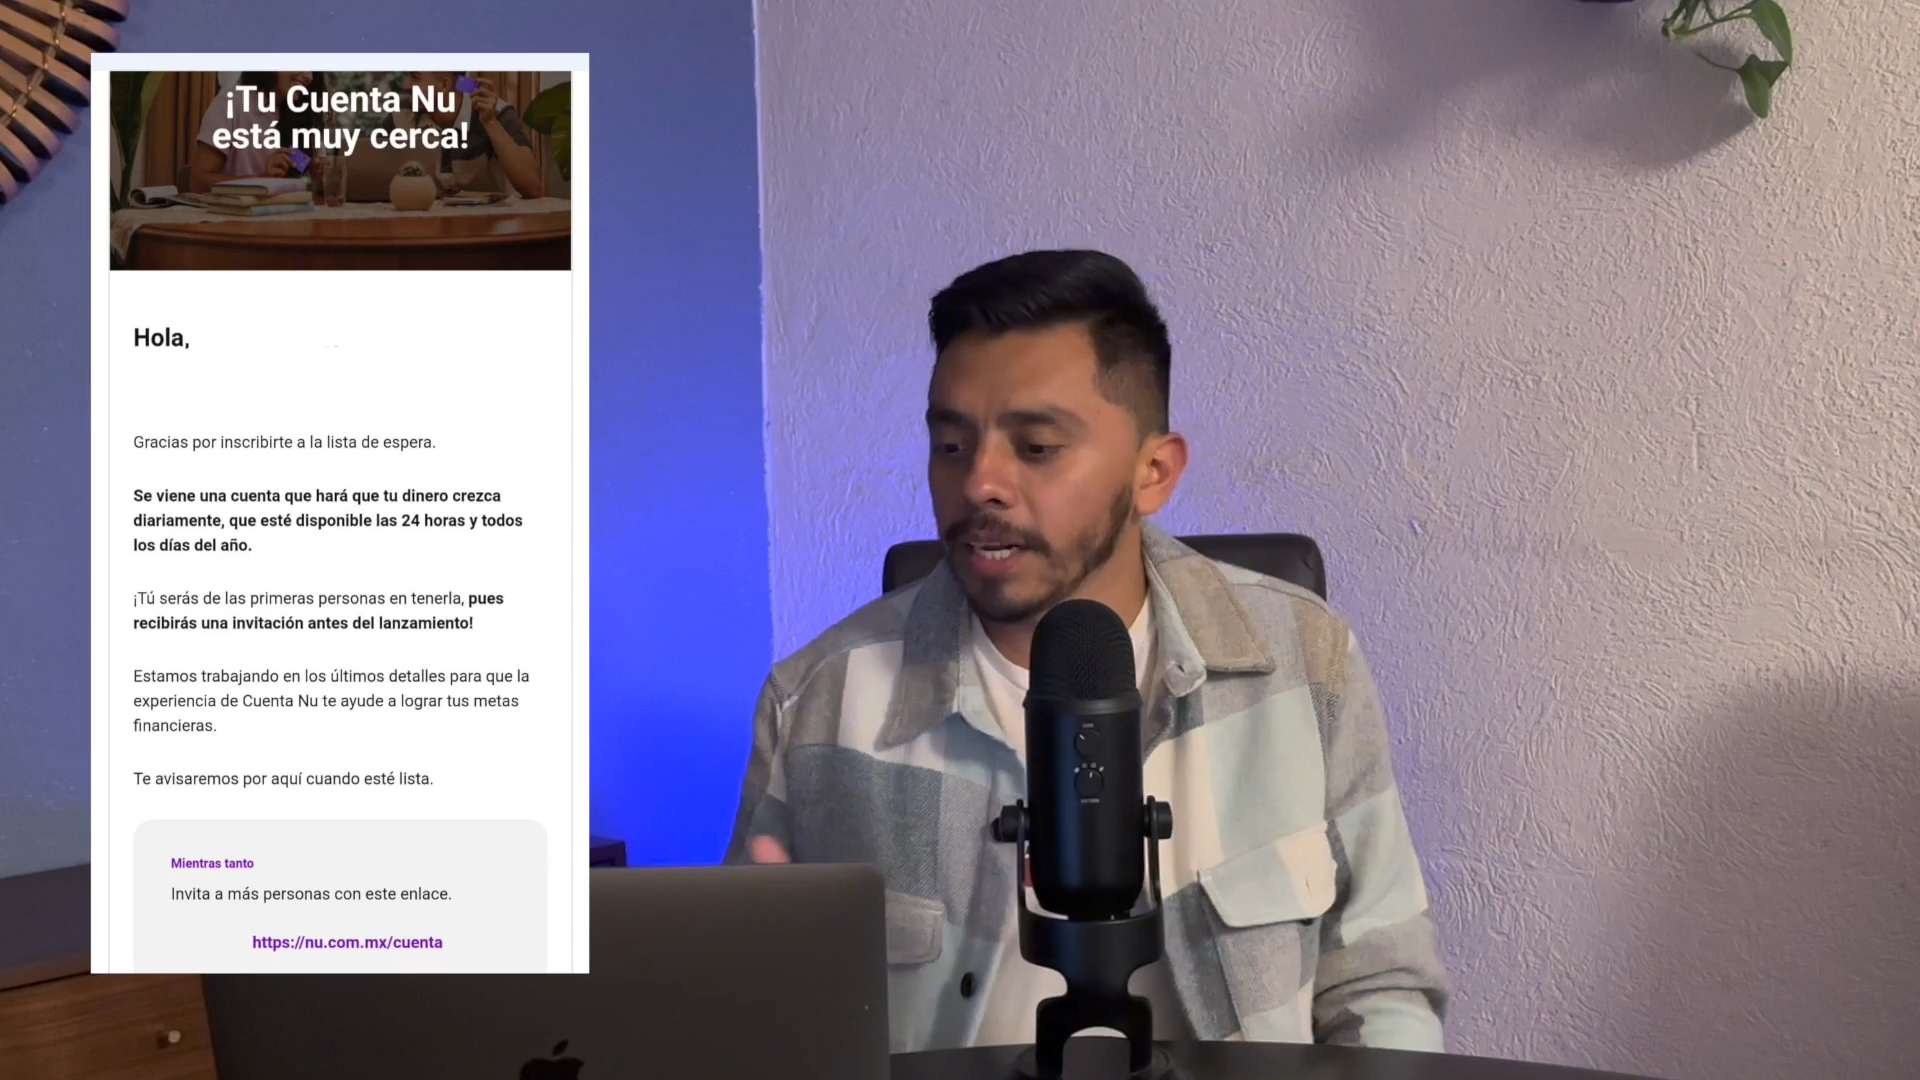 ¡Tu Cuenta Nu
está muy cerca!
Hola,
Gracias por inscribirte a la lista de espera.
Se viene una cuenta que hará que tu dinero crezca
diariamente, que esté disponible las 24 horas y todos
los días del año.
¡Tú serás de las primeras personas en tenerla, pues
recibirás una invitación antes del lanzamiento!
Estamos trabajando en los últimos detalles para que la
experiencia de Cuenta Nu te ayude a lograr tus metas
financieras.
Te avisaremos por aquí cuando esté lista.
Mientras tanto
Invita a más personas con este enlace.
https://nu.com.mx/cuenta